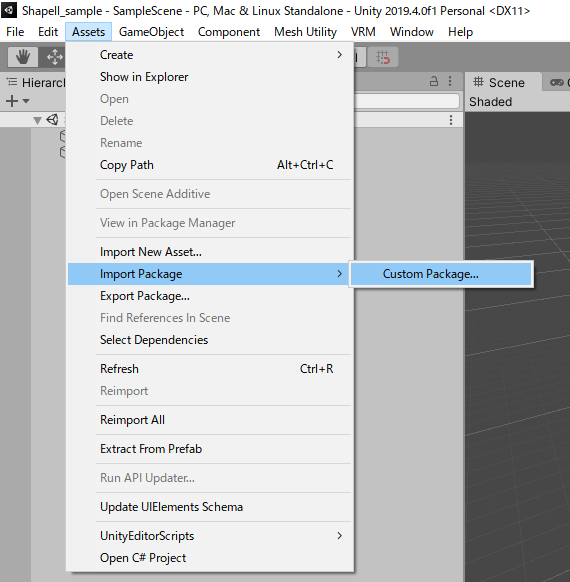 Shapell_sample - SampleScene - PC, Mac & Linux Standalone - Unity 2019.4.0f1 Personal <DX11>
File Edit Assets GameObject Component Mesh Utility VRM Window Help
Create
Show in Explorer
Open
Delete
Rename
Copy Path Alt+Ctrl+C
Open Scene Additive
View in Package Manager
Import New Asset...
Import Package
Custom Package...
Export Package...
Find References In Scene
Select Dependencies
Refresh Ctrl+R
Reimport
Reimport All
Extract From Prefab
Run API Updater...
Update UIElements Schema
UnityEditorScripts
Open C# Project
Scene
Shaded